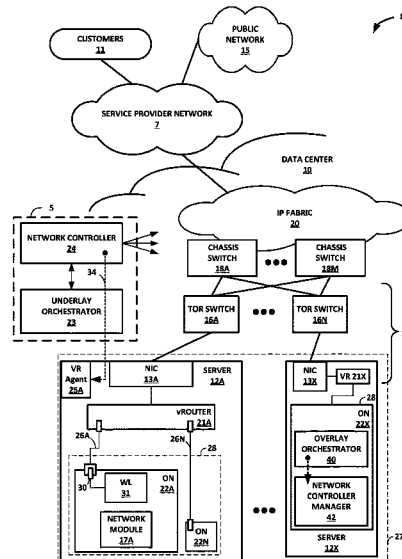 CUSTOMERS
11
PUBLIC
NETWORK
15
SERVICE PROVIDER NETWORK
7
DATA CENTER
10
IP FABRIC
20
5
NETWORK CONTROLLER
24
34
UNDERLAY
ORCHESTRATOR
23
CHASSIS
SWITCH
18A
CHASSIS
SWITCH
18M
TOR SWITCH
16A
TOR SWITCH
16N
VR
Agent
25A
NIC
13A
SERVER
12A
vROUTER
21A
26A
26N
28
ON
22A
30
WL
31
NETWORK
MODULE
17A
ON
22N
NIC
13X
VR 21X
28
ON
22X
OVERLAY
ORCHESTRATOR
40
NETWORK
CONTROLLER
MANAGER
42
SERVER
12X
27